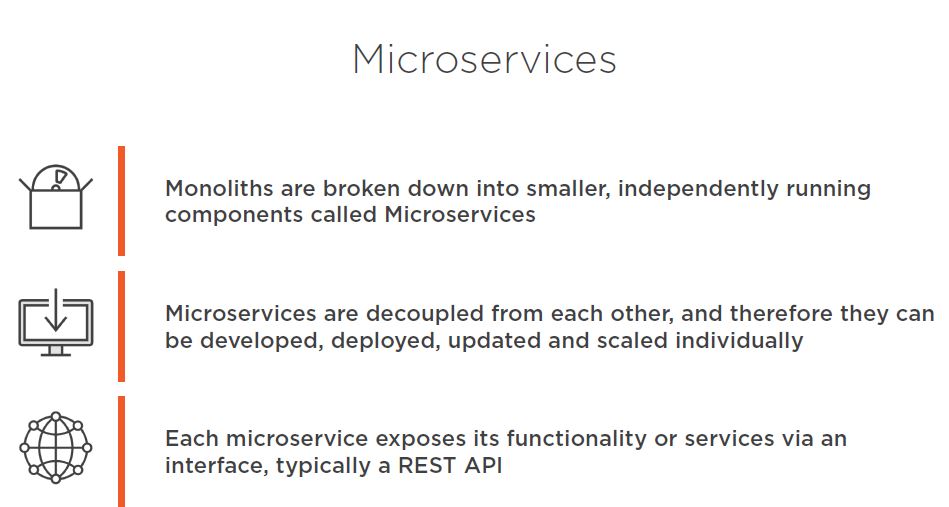 Microservices
Monoliths are broken down into smaller, independently running
components called Microservices
Microservices are decoupled from each other, and therefore they can
be developed, deployed, updated and scaled individually
Each microservice exposes its functionality or services via an
interface, typically a REST API